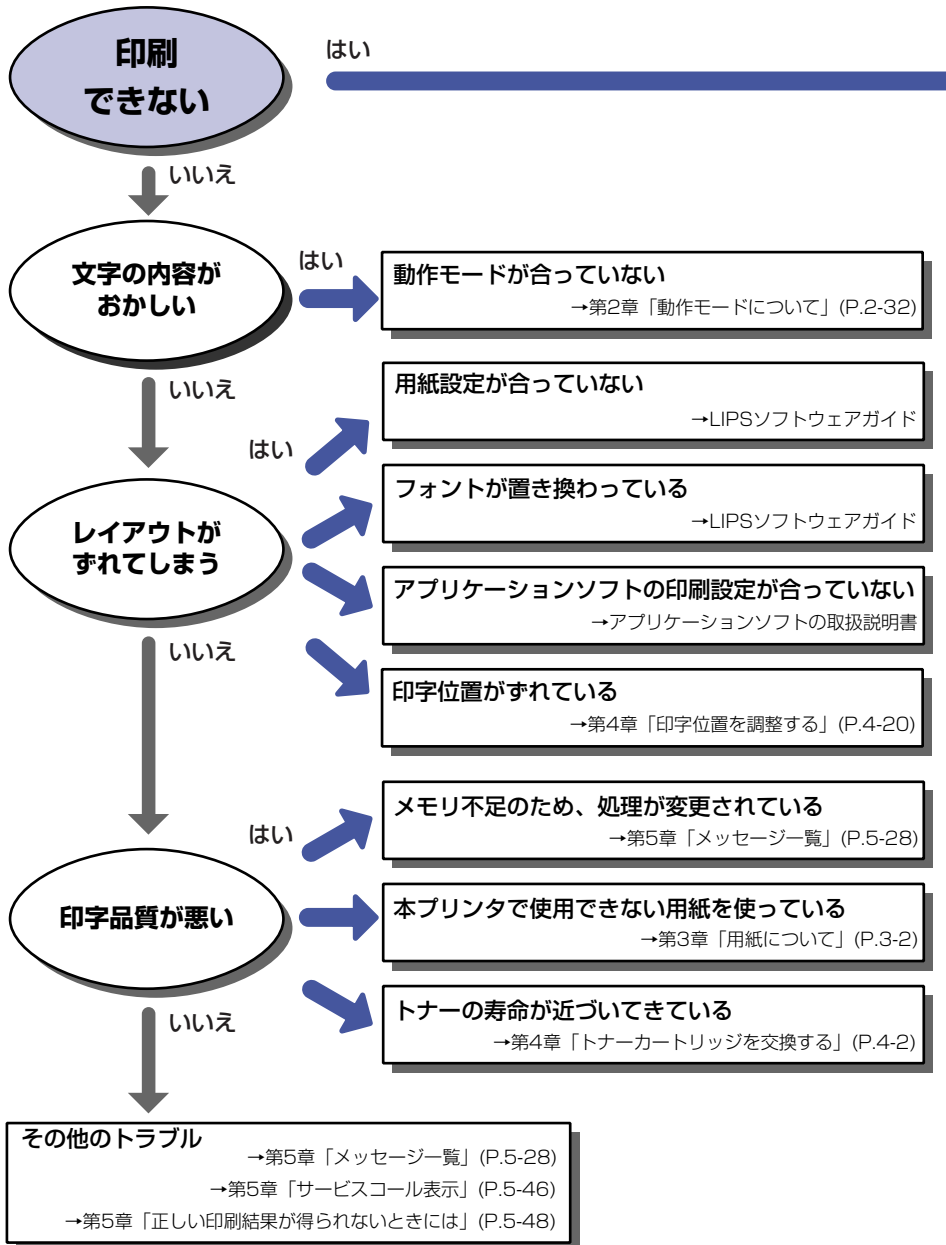 印刷
できない
はい
いいえ
文字の内容が
おかしい
はい
動作モードが合っていない
→第2章「動作モードについて」(P.2-32)
いいえ
レイアウトが
ずれてしまう
はい
用紙設定が合っていない
→LIPSソフトウェアガイド
フォントが置き換わっている
→LIPSソフトウェアガイド
アプリケーションソフトの印刷設定が合っていない
→アプリケーションソフトの取扱説明書
印字位置がずれている
→第4章「印字位置を調整する」(P.4-20)
いいえ
印字品質が悪い
はい
メモリ不足のため、処理が変更されている
→第5章「メッセージ一覧」(P.5-28)
本プリンタで使用できない用紙を使っている
→第3章「用紙について」(P.3-2)
トナーの寿命が近づいてきている
→第4章「トナーカートリッジを交換する」(P.4-2)
いいえ
その他のトラブル
→第5章「メッセージ一覧」(P.5-28)
→第5章「サービスコール表示」(P.5-46)
→第5章「正しい印刷結果が得られないときには」(P.5-48)